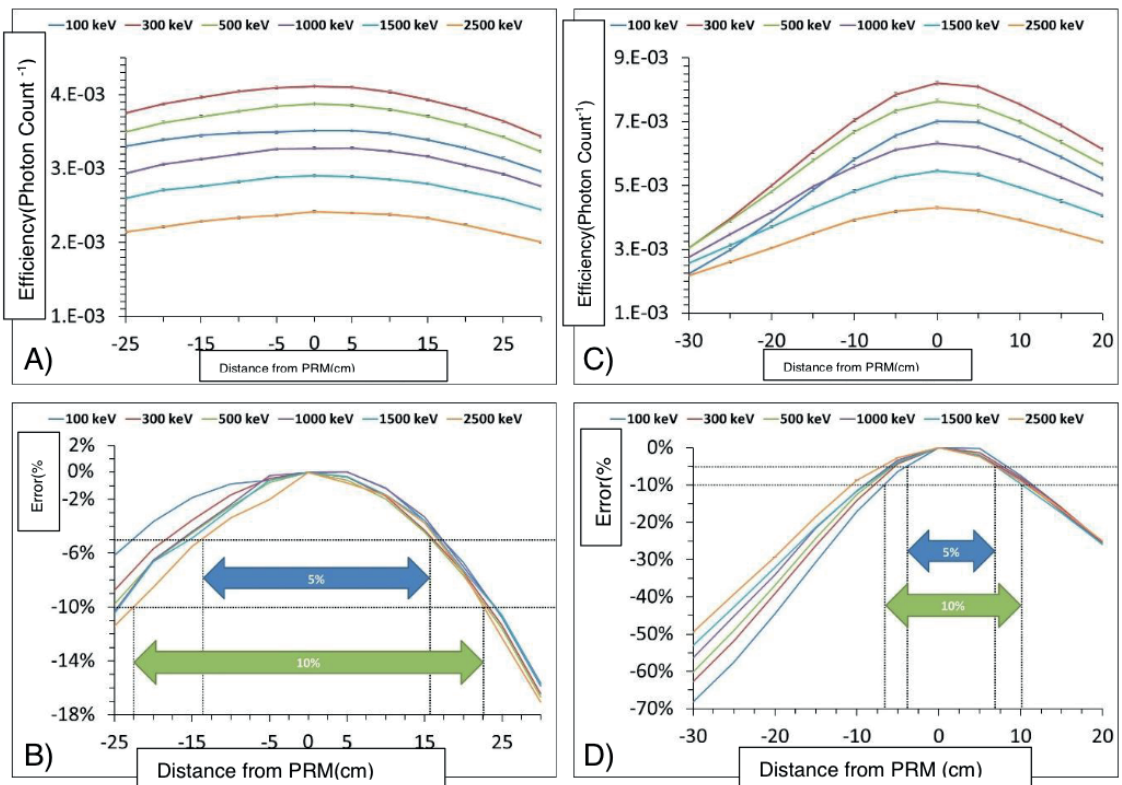 100 keV 300 keV 500 keV 1000 keV 1500 keV 2500 keV
Efficiency(Photon Count -1)
4.E-03
3.E-03
2.E-03
1.E-03
-25 -15 -5 5 15 25
Distance from PRM(cm)
A)
100 keV 300 keV 500 keV 1000 keV 1500 keV 2500 keV
Efficiency(Photon Count-1)
9.E-03
7.E-03
5.E-03
3.E-03
1.E-03
-30 -20 -10 0 10 20
Distance from PRM(cm)
C)
100 keV 300 keV 500 keV 1000 keV 1500 keV 2500 keV
Error(%
2%
0%
-2%
-6%
-10%
-14%
-18%
5%
10%
-25 -15 -5 0 5 15 25
Distance from PRM(cm)
B)
100 keV 300 keV 500 keV 1000 keV 1500 keV 2500 keV
Error(%
0%
-10%
-20%
-30%
-40%
-50%
-60%
-70%
5%
10%
-30 -20 -10 0 10 20
Distance from PRM (cm)
D)